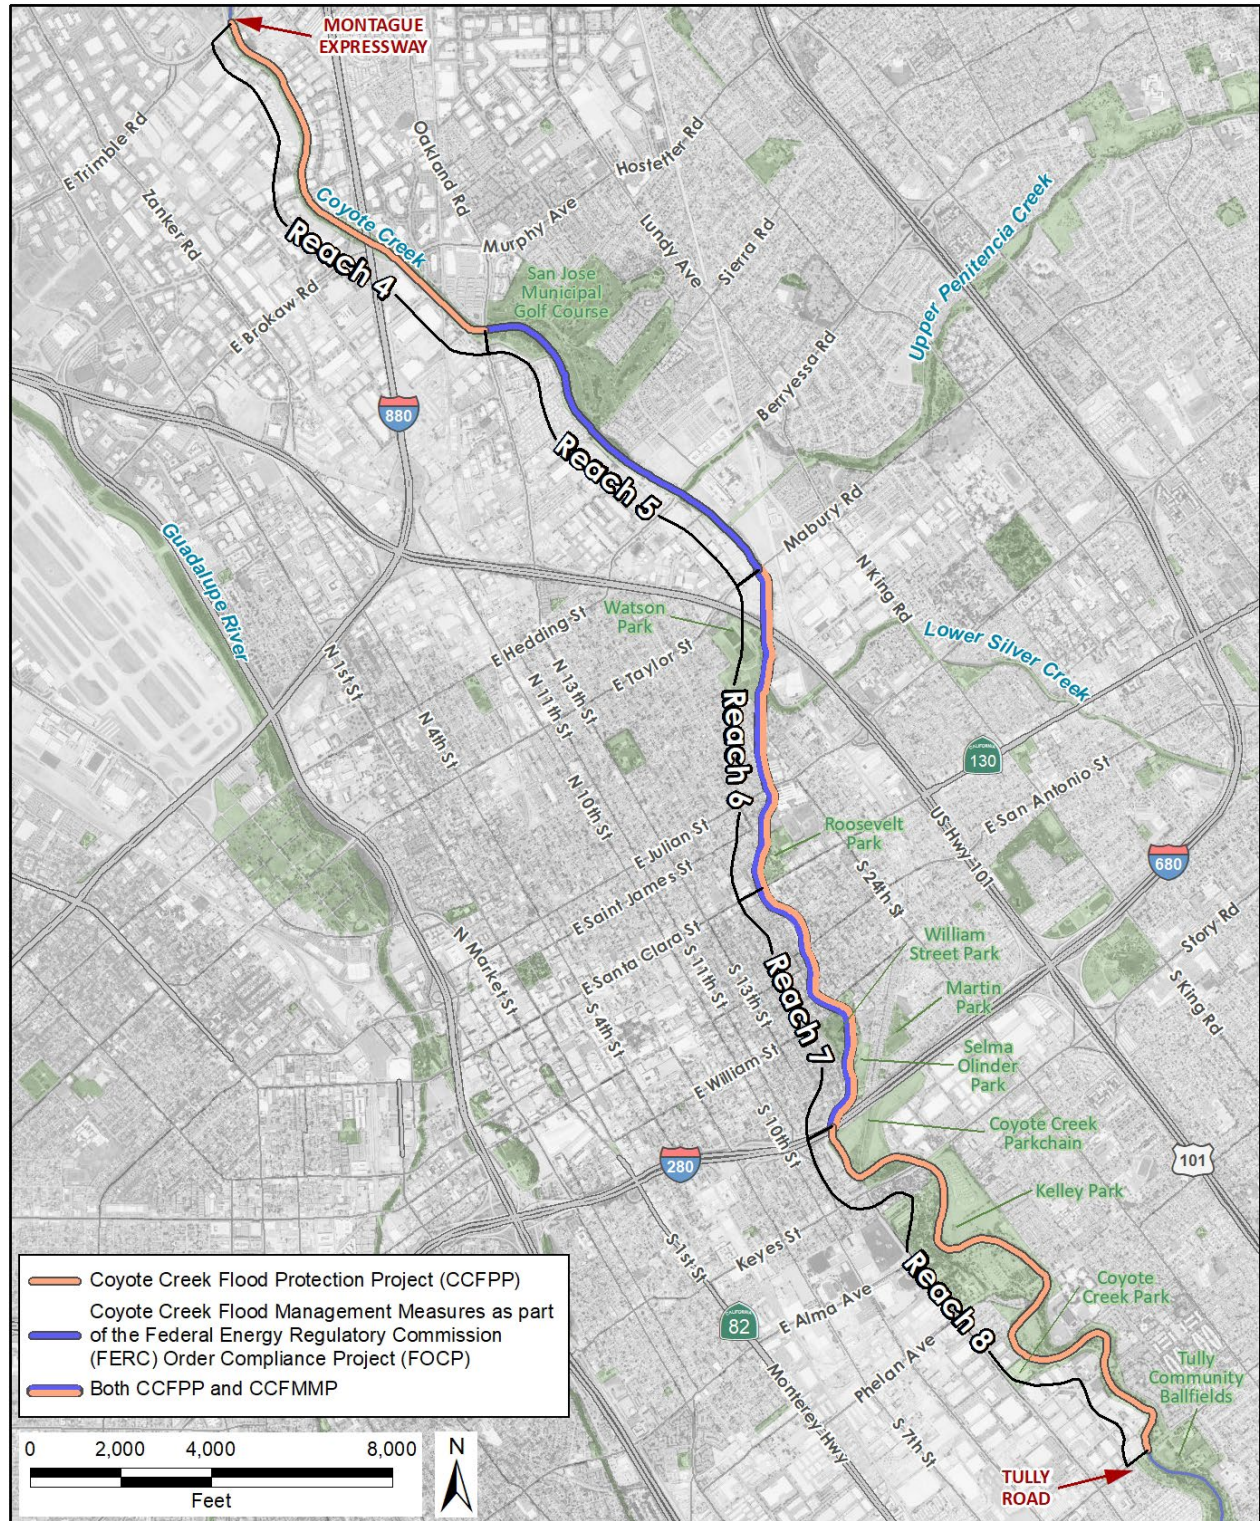 MONTAGUE
EXPRESSWAY
E Trimble Rd
Zanker Rd
Oakland Rd
Hostetter Rd
Coyote Creek
Murphy Ave
Lundy Ave
Sierra Rd
Upper Penitencia Creek
Reach 4
San Jose
Municipal
Golf Course
E Brokaw Rd
880
Berryessa Rd
Reach 5
Mabury Rd
Guadalupe River
N King Rd
Watson
Park
E Hedding St
Lower Silver Creek
N 1st St
N 13th St
N 11th St
E Taylor St
N 4th St
Reach 6
CALIFORNIA
130
N 10th St
US Hwy 101
E San Antonio St
E Julian St
Roosevelt
Park
680
E Saint James St
S 24th St
Story Rd
N Market St
E Santa Clara St
William
Street Park
S 11th St
S 13th St
Reach 7
Martin
Park
S King Rd
S 4th St
Selma
Olinder
Park
E William St
Coyote Creek
Parkchain
S 10th St
280
101
Kelley Park
S 1st St
Keyes St
Reach 8
Coyote
Creek Park
CALIFORNIA
82
E Alma Ave
Phelan Ave
Tully
Community
Ballfields
Monterey Hwy
S 7th St
TULLY
ROAD
Coyote Creek Flood Protection Project (CCFPP)
Coyote Creek Flood Management Measures as part
of the Federal Energy Regulatory Commission
(FERC) Order Compliance Project (FOCP)
Both CCFPP and CCFMMP
0 2,000 4,000 8,000
Feet
N